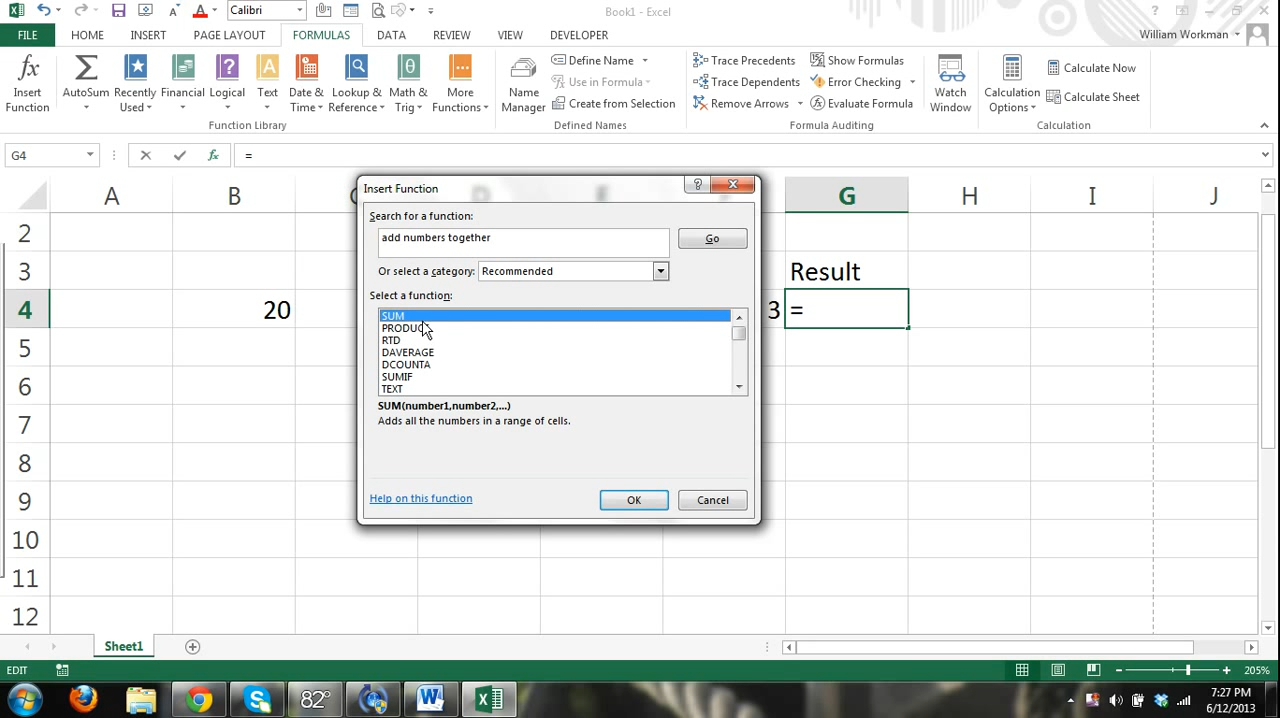 Calibri
Book1 - Excel
FILE HOME INSERT PAGE LAYOUT FORMULAS DATA REVIEW VIEW DEVELOPER William Workman
Insert Function
AutoSum
Recently Used
Financial
Logical
Text
Date & Time
Lookup & Reference
Math & Trig
More Functions
Function Library
Name Manager
Define Name
Use in Formula
Create from Selection
Defined Names
Trace Precedents
Trace Dependents
Remove Arrows
Show Formulas
Error Checking
Evaluate Formula
Formula Auditing
Watch Window
Calculation Options
Calculate Now
Calculate Sheet
Calculation
G4 fx =
A B G H I J
2
3 Result
4 20 3 =
5
6
7
8
9
10
11
12
Insert Function
Search for a function:
add numbers together
Go
Or select a category: Recommended
Select a function:
SUM
PRODUC
RTD
DAVERAGE
DCOUNTA
SUMIF
TEXT
SUM(number1,number2,...)
Adds all the numbers in a range of cells.
Help on this function
OK Cancel
Sheet1
EDIT 205%
82°
7:27 PM
6/12/2013